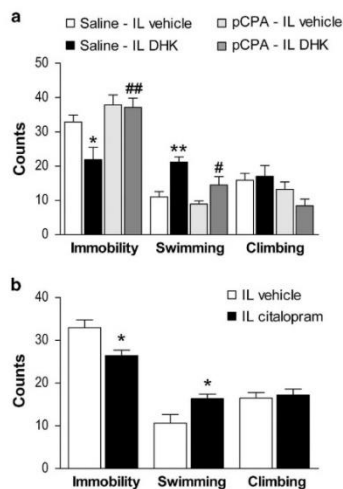 a
Saline - IL vehicle pCPA - IL vehicle
Saline - IL DHK pCPA - IL DHK
50
40
30
20
10
0
Counts
* ## ** #
Immobility Swimming Climbing
b
IL vehicle
IL citalopram
40
30
20
10
0
Counts
* *
Immobility Swimming Climbing